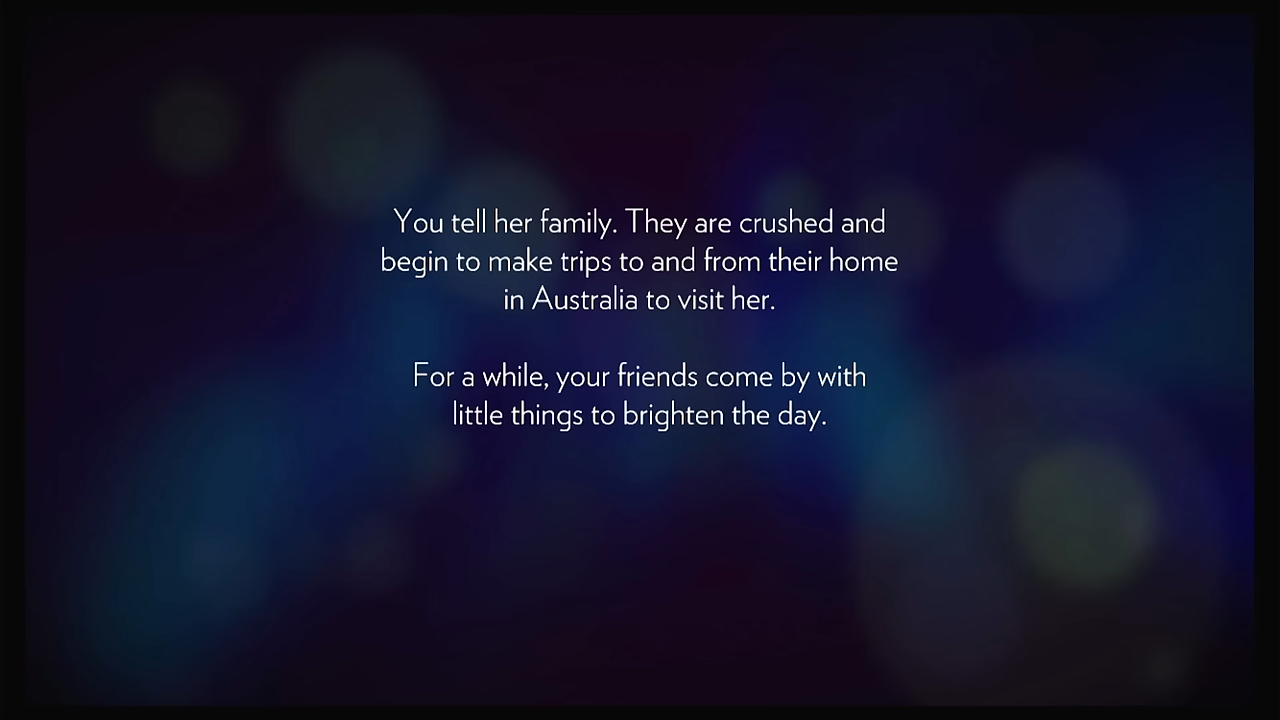 You tell her family. They are crushed and
begin to make trips to and from their home
in Australia to visit her.
For a while, your friends come by with
little things to brighten the day.